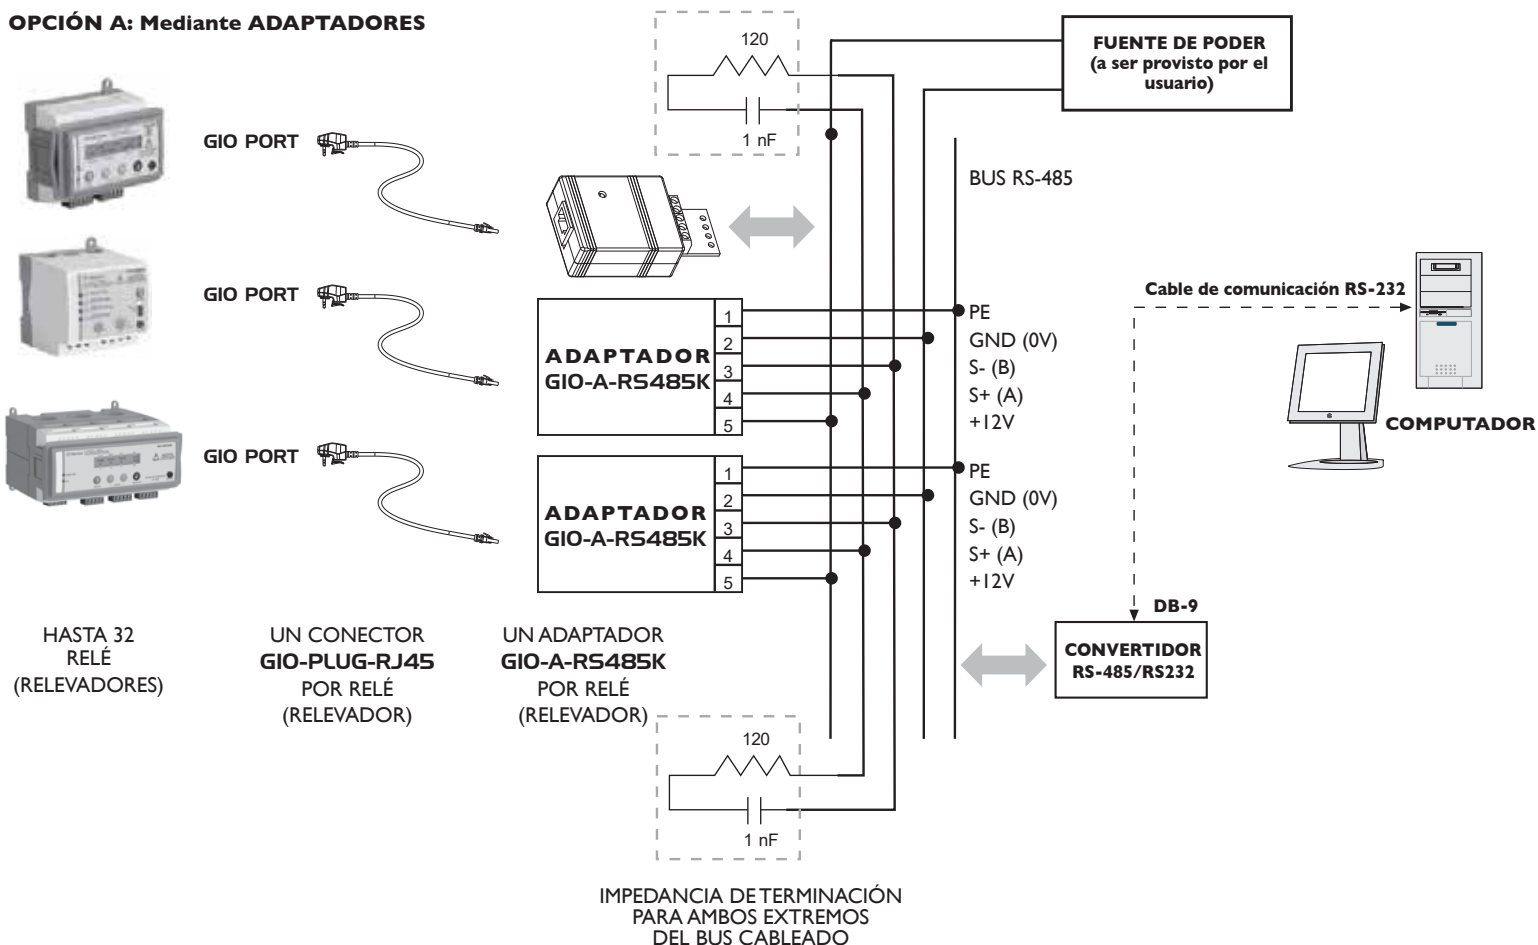 OPCIÓN A: Mediante ADAPTADORES
120
1 nF
FUENTE DE PODER
(a ser provisto por el
usuario)
GIO PORT
BUS RS-485
GIO PORT
Cable de comunicación RS-232
ADAPTADOR
GIO-A-RS485K
1
2
3
4
5
PE
GND (0V)
S- (B)
S+ (A)
+12V
COMPUTADOR
GIO PORT
ADAPTADOR
GIO-A-RS485K
1
2
3
4
5
PE
GND (0V)
S- (B)
S+ (A)
+12V
DB-9
CONVERTIDOR
RS-485/RS232
HASTA 32
RELÉ
(RELEVADORES)
UN CONECTOR
GIO-PLUG-RJ45
POR RELÉ
(RELEVADOR)
UN ADAPTADOR
GIO-A-RS485K
POR RELÉ
(RELEVADOR)
120
1 nF
IMPEDANCIA DE TERMINACIÓN
PARA AMBOS EXTREMOS
DEL BUS CABLEADO